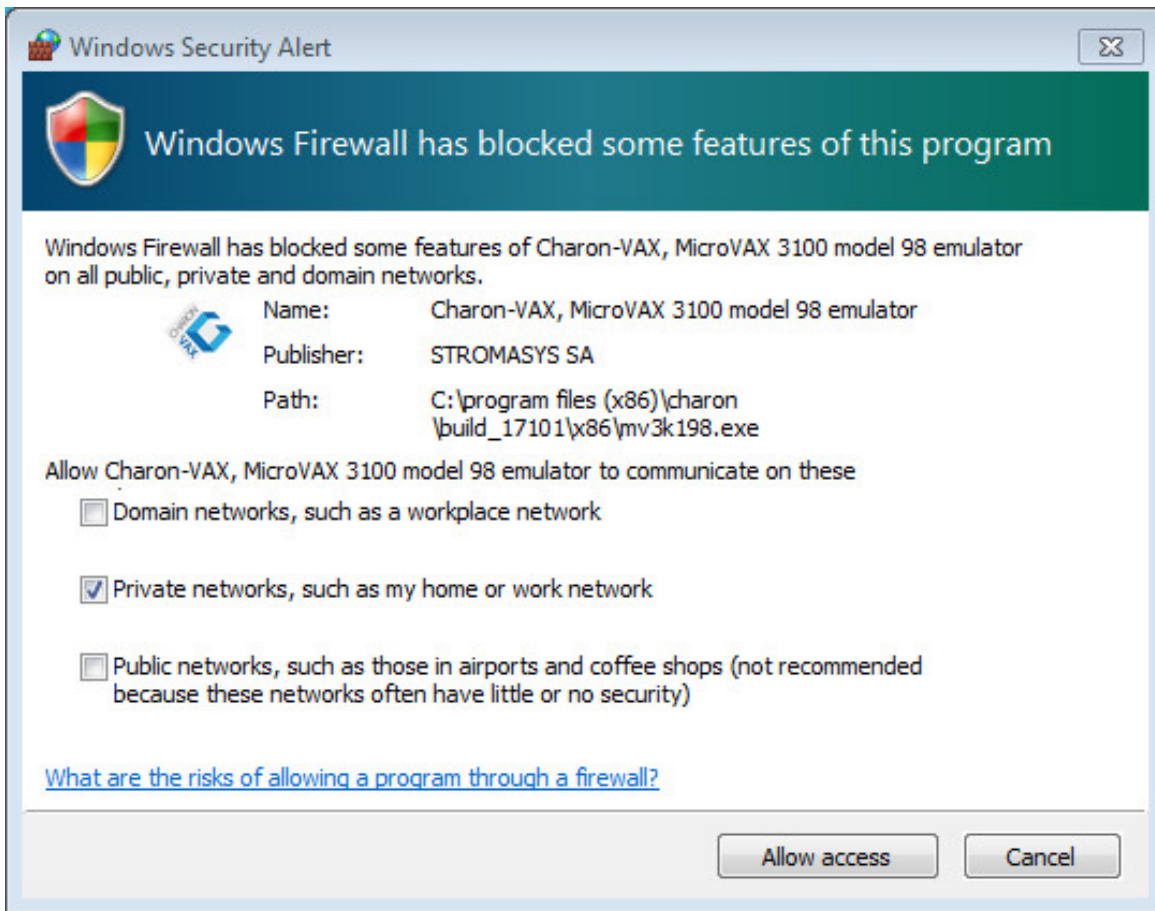 Windows Security Alert
Windows Firewall has blocked some features of this program
Windows Firewall has blocked some features of Charon-VAX, MicroVAX 3100 model 98 emulator
on all public, private and domain networks.
CHARON
VAX
Name: Charon-VAX, MicroVAX 3100 model 98 emulator
Publisher: STROMASYS SA
Path: C:\program files (x86)\charon
\build_17101\x86\mv3k198.exe
Allow Charon-VAX, MicroVAX 3100 model 98 emulator to communicate on these
Domain networks, such as a workplace network
Private networks, such as my home or work network
Public networks, such as those in airports and coffee shops (not recommended
because these networks often have little or no security)
What are the risks of allowing a program through a firewall?
Allow access Cancel